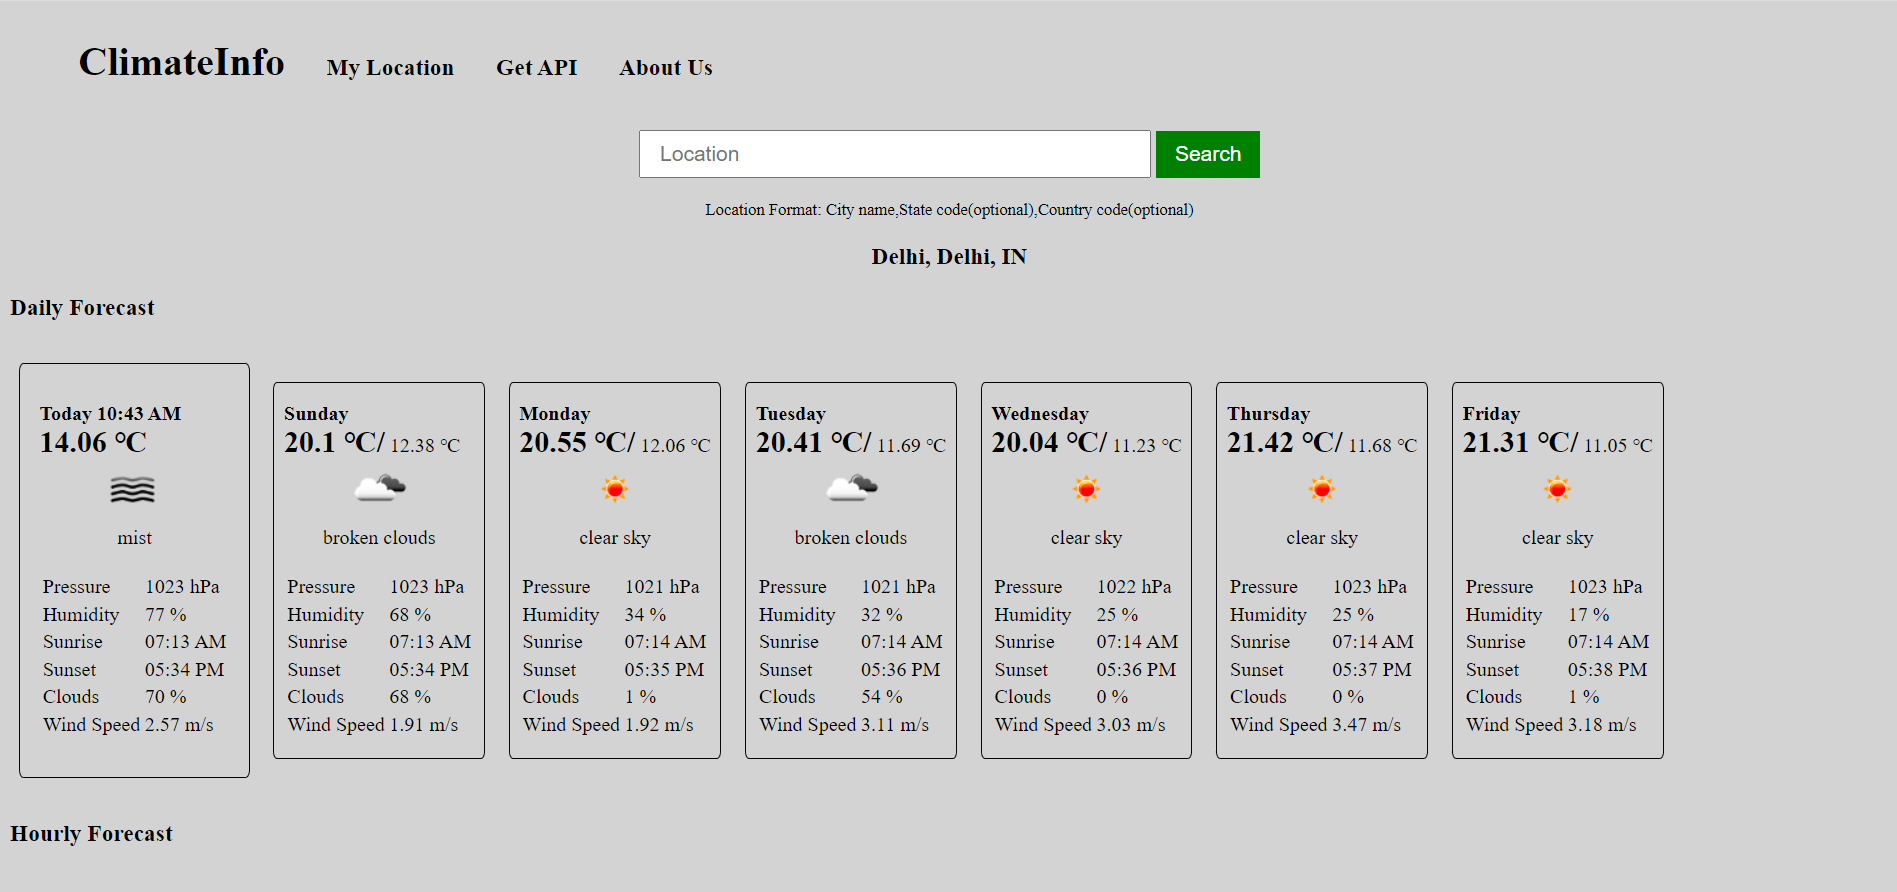 ClimateInfo My Location Get API About Us
Location Search
Location Format: City name,State code(optional),Country code(optional)
Delhi, Delhi, IN
Daily Forecast
Today 10:43 AM
14.06 °C
mist
Pressure 1023 hPa
Humidity 77 %
Sunrise 07:13 AM
Sunset 05:34 PM
Clouds 70 %
Wind Speed 2.57 m/s
Sunday
20.1 °C/ 12.38 °C
broken clouds
Pressure 1023 hPa
Humidity 68 %
Sunrise 07:13 AM
Sunset 05:34 PM
Clouds 68 %
Wind Speed 1.91 m/s
Monday
20.55 °C/ 12.06 °C
clear sky
Pressure 1021 hPa
Humidity 34 %
Sunrise 07:14 AM
Sunset 05:35 PM
Clouds 1 %
Wind Speed 1.92 m/s
Tuesday
20.41 °C/ 11.69 °C
broken clouds
Pressure 1021 hPa
Humidity 32 %
Sunrise 07:14 AM
Sunset 05:36 PM
Clouds 54 %
Wind Speed 3.11 m/s
Wednesday
20.04 °C/ 11.23 °C
clear sky
Pressure 1022 hPa
Humidity 25 %
Sunrise 07:14 AM
Sunset 05:36 PM
Clouds 0 %
Wind Speed 3.03 m/s
Thursday
21.42 °C/ 11.68 °C
clear sky
Pressure 1023 hPa
Humidity 25 %
Sunrise 07:14 AM
Sunset 05:37 PM
Clouds 0 %
Wind Speed 3.47 m/s
Friday
21.31 °C/ 11.05 °C
clear sky
Pressure 1023 hPa
Humidity 17 %
Sunrise 07:14 AM
Sunset 05:38 PM
Clouds 1 %
Wind Speed 3.18 m/s
Hourly Forecast